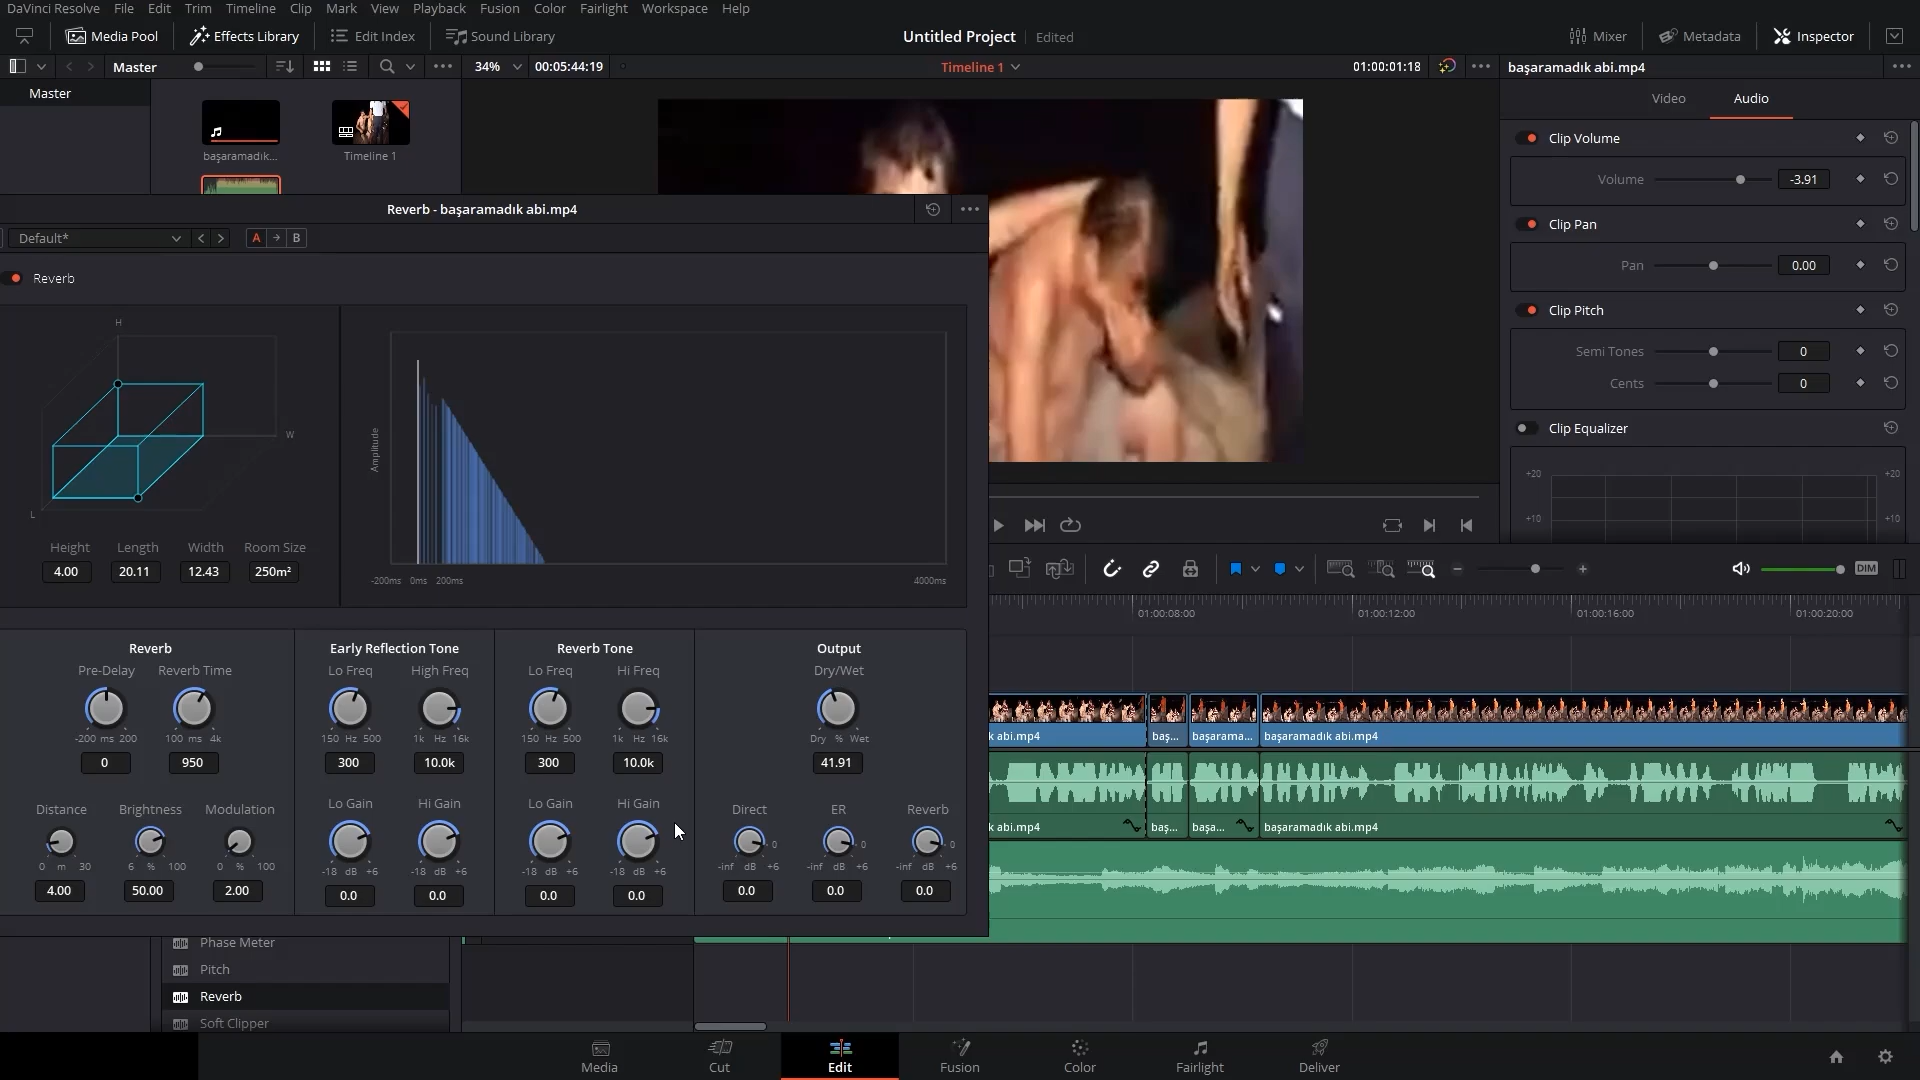 DaVinci Resolve File Edit Trim Timeline Clip Mark View Playback Fusion Color Fairlight Workspace Help
Media Pool Effects Library Edit Index Sound Library Untitled Project Edited Mixer Metadata Inspector
Master 34% 00:05:44:19 Timeline 1 01:00:01:18 başaramadık abi.mp4
Master
başaramadık... Timeline 1
Video Audio
Clip Volume
Volume -3.91
Clip Pan
Pan 0.00
Clip Pitch
Semi Tones 0
Cents 0
Clip Equalizer
+20 +20
+10 +10
Reverb - başaramadık abi.mp4
Default* A B
Reverb
H
W
L
Height Length Width Room Size
4.00 20.11 12.43 250m²
Amplitude
-200ms 0ms 200ms 4000ms
Reverb Early Reflection Tone Reverb Tone Output
Pre-Delay Reverb Time Lo Freq High Freq Lo Freq Hi Freq Dry/Wet
-200 ms 200 100 ms 4k 150 Hz 500 1k Hz 16k 150 Hz 500 1k Hz 16k Dry % Wet
0 950 300 10.0k 300 10.0k 41.91
Distance Brightness Modulation Lo Gain Hi Gain Lo Gain Hi Gain Direct ER Reverb
0 0 0
0 m 30 6 % 100 0 % 100 -18 dB +6 -18 dB +6 -18 dB +6 -18 dB +6 -inf dB +6 -inf dB +6 -inf dB +6
4.00 50.00 2.00 0.0 0.0 0.0 0.0 0.0 0.0 0.0
DIM
01:00:08:00 01:00:12:00 01:00:16:00 01:00:20:00
k abi.mp4 baş... başarama... başaramadık abi.mp4
k abi.mp4 baş... başa... başaramadık abi.mp4
Phase Meter
Pitch
Reverb
Soft Clipper
Media Cut Edit Fusion Color Fairlight Deliver